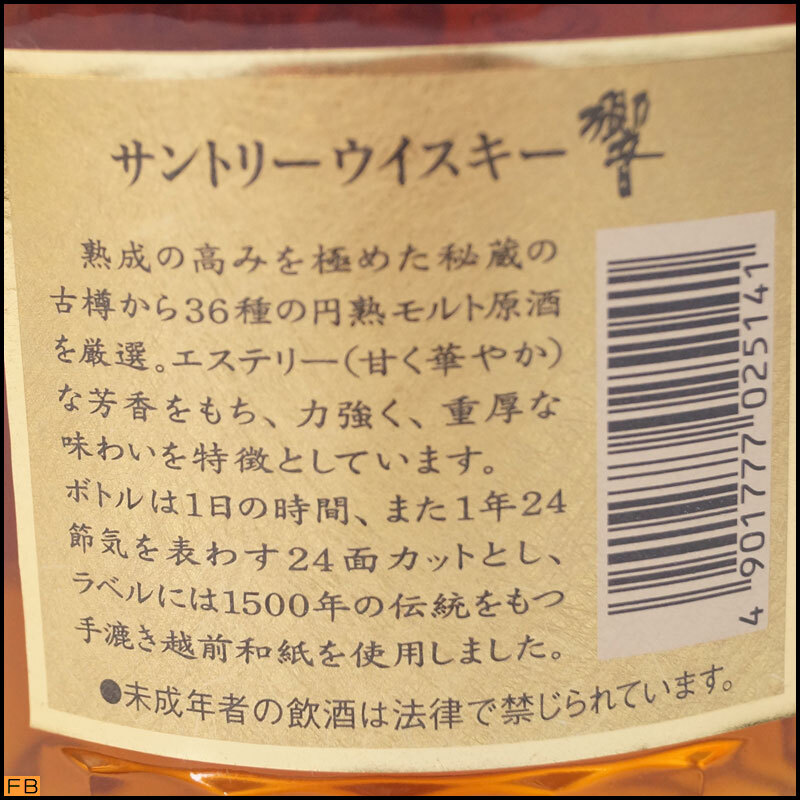 サントリーウイスキー 響
熟成の高みを極めた秘蔵の
古樽から36種の円熟モルト原酒
を厳選。エステリー(甘く華やか)
な芳香をもち、力強く、重厚な
味わいを特徴としています。
ボトルは1日の時間、また1年24
節気を表わす24面カットとし、
ラベルには1500年の伝統をもつ
手漉き越前和紙を使用しました。
●未成年者の飲酒は法律で禁じられています。
4901777025141
FB